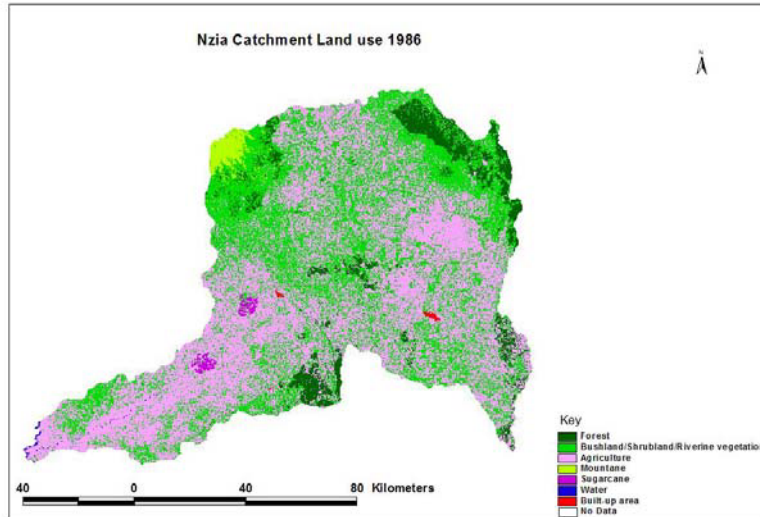 Nzia Catchment Land use 1986
N
Key
Forest
Bushland/Shrubland/Riverine vegetation
Agriculture
Mountane
Sugarcane
Water
Built-up area
No Data
40 0 40 80 Kilometers